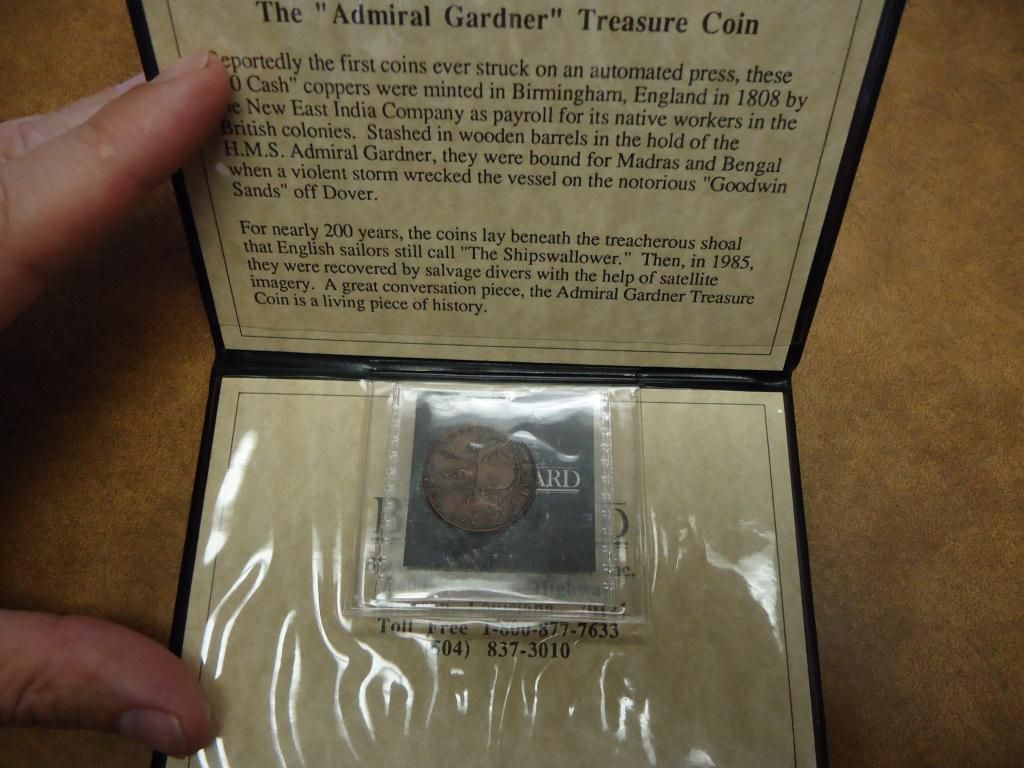 The "Admiral Gardner" Treasure Coin
eportedly the first coins ever struck on an automated press, these
0 Cash" coppers were minted in Birmingham, England in 1808 by
e New East India Company as payroll for its native workers in the
British colonies. Stashed in wooden barrels in the hold of the
H.M.S. Admiral Gardner, they were bound for Madras and Bengal
when a violent storm wrecked the vessel on the notorious "Goodwin
Sands" off Dover.
For nearly 200 years, the coins lay beneath the treacherous shoal
that English sailors still call "The Shipswallower." Then, in 1985,
they were recovered by salvage divers with the help of satellite
imagery. A great conversation piece, the Admiral Gardner Treasure
Coin is a living piece of history.
ARD
Highwa
Louisiana
Toll Free 1-800-877-7633
504) 837-3010